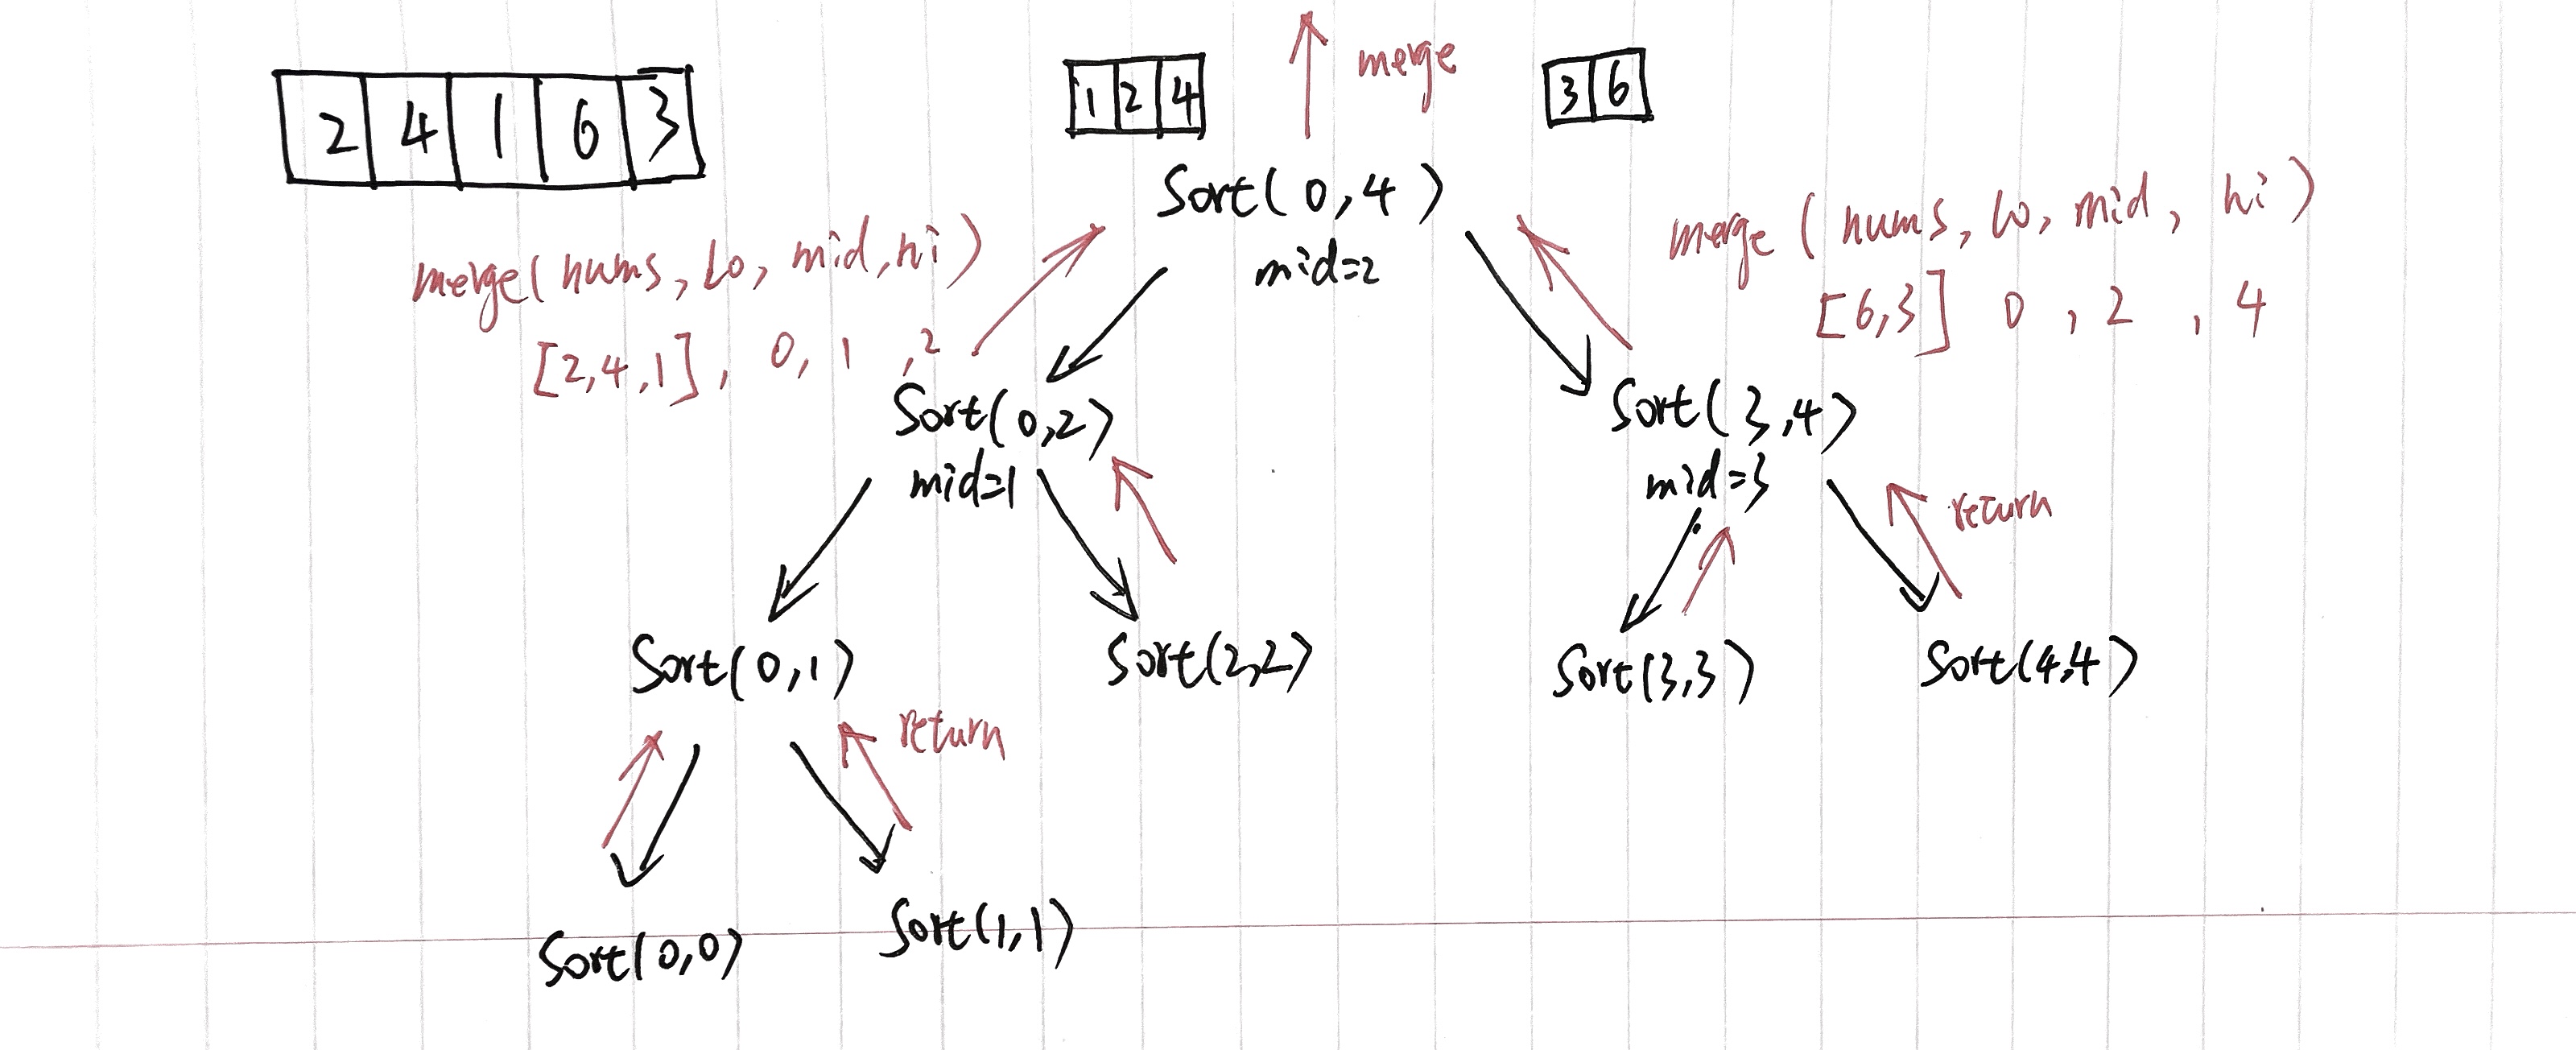 2 4 1 6 3
1 2 4
merge
3 6
Sort(0,4)
mid=2
merge(nums, lo, mid, hi)
[2,4,1], 0, 1, 2
merge(nums, lo, mid, hi)
[6,3] 0, 2, 4
Sort(0,2)
mid=1
Sort(3,4)
mid=3
return
Sort(0,1)
Sort(2,2)
Sort(3,3)
Sort(4,4)
return
Sort(0,0)
Sort(1,1)